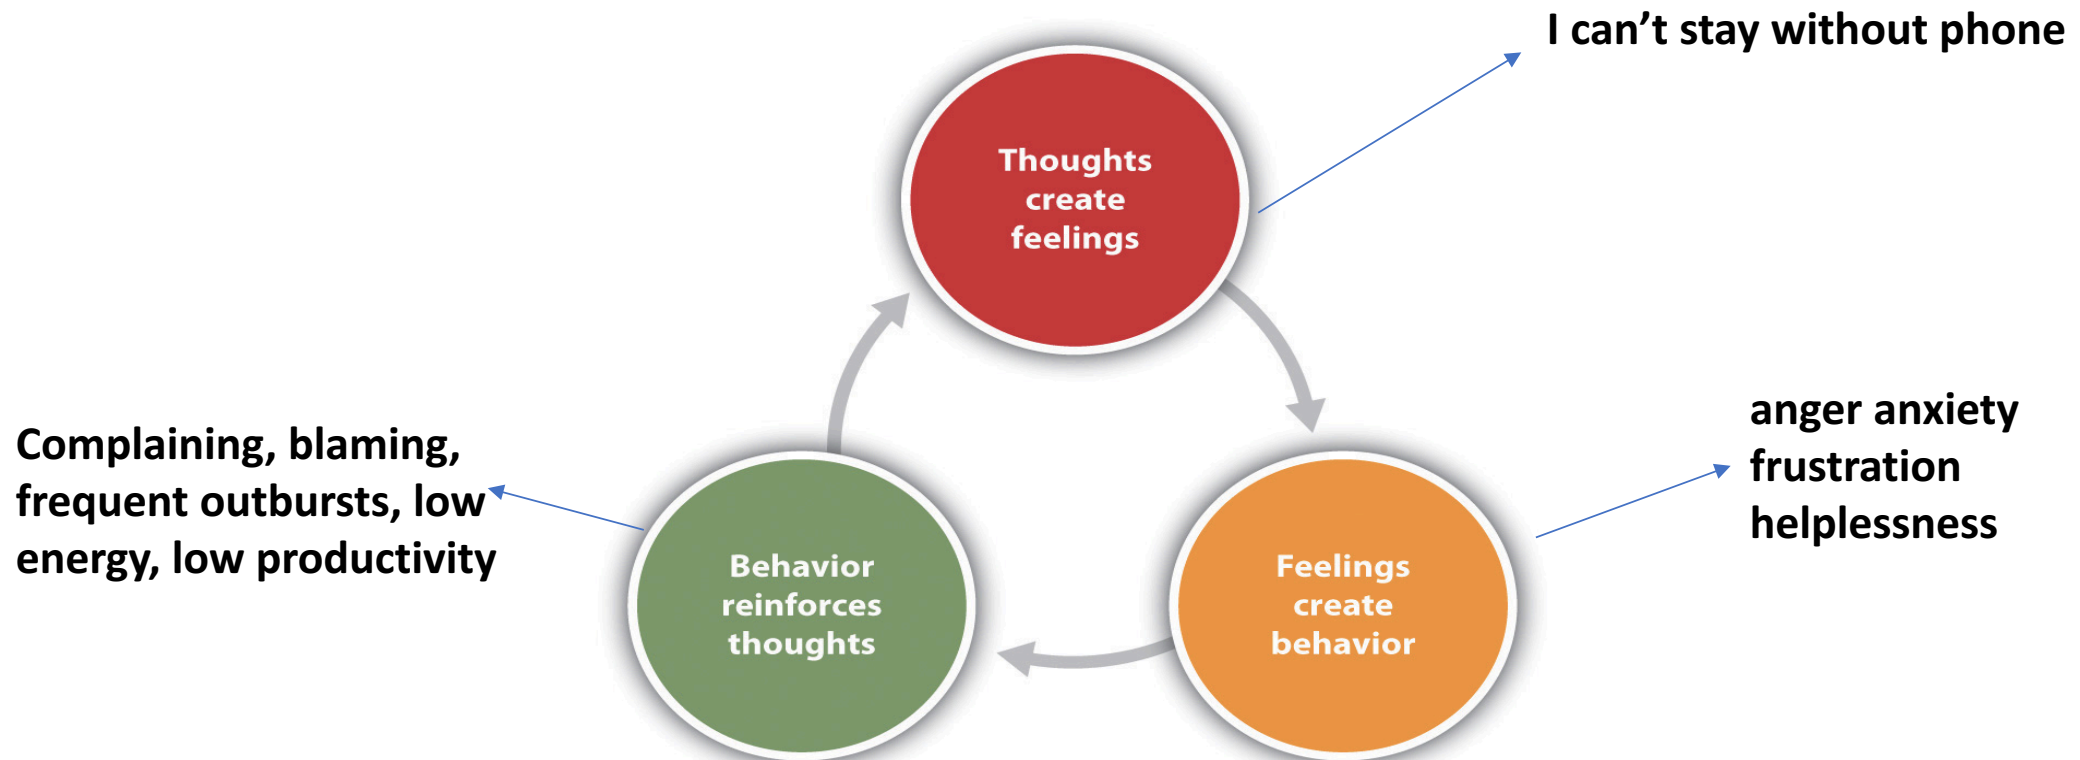 I can’t stay without phone
Thoughts
create
feelings
anger anxiety
frustration
helplessness
Feelings
create
behavior
Complaining, blaming,
frequent outbursts, low
energy, low productivity
Behavior
reinforces
thoughts